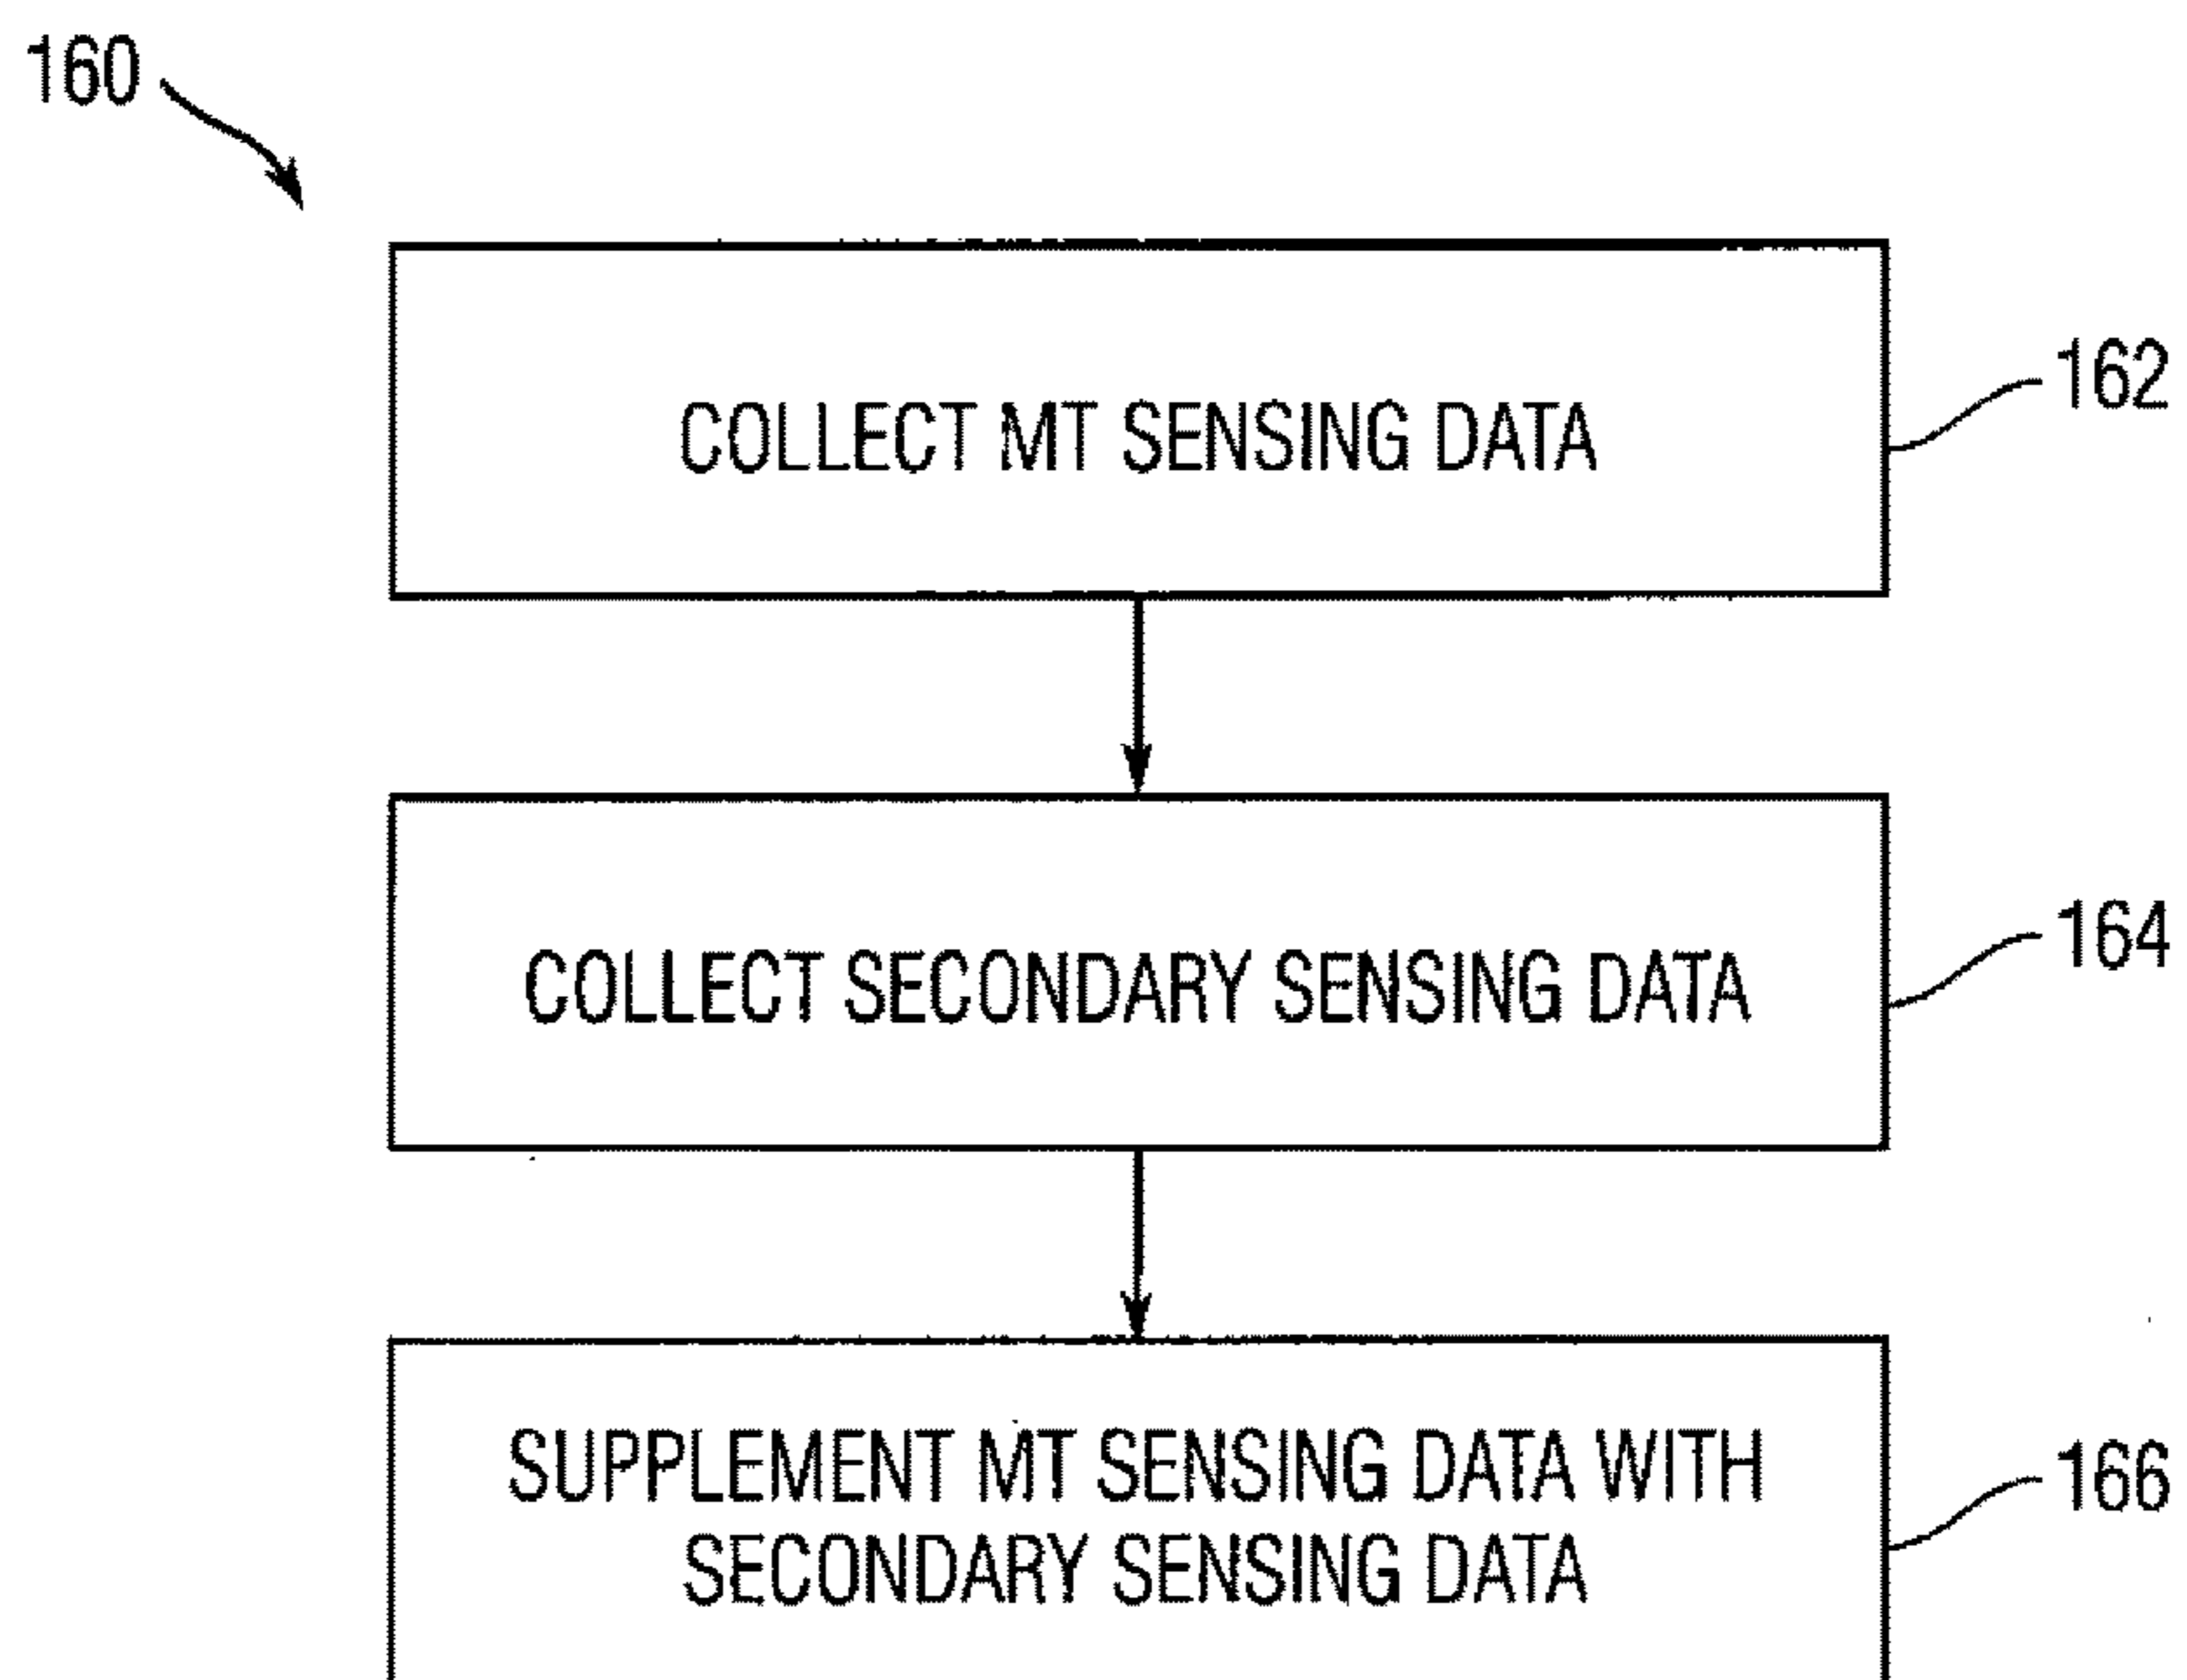 160
COLLECT MT SENSING DATA
162
COLLECT SECONDARY SENSING DATA
164
SUPPLEMENT MT SENSING DATA WITH
SECONDARY SENSING DATA
166